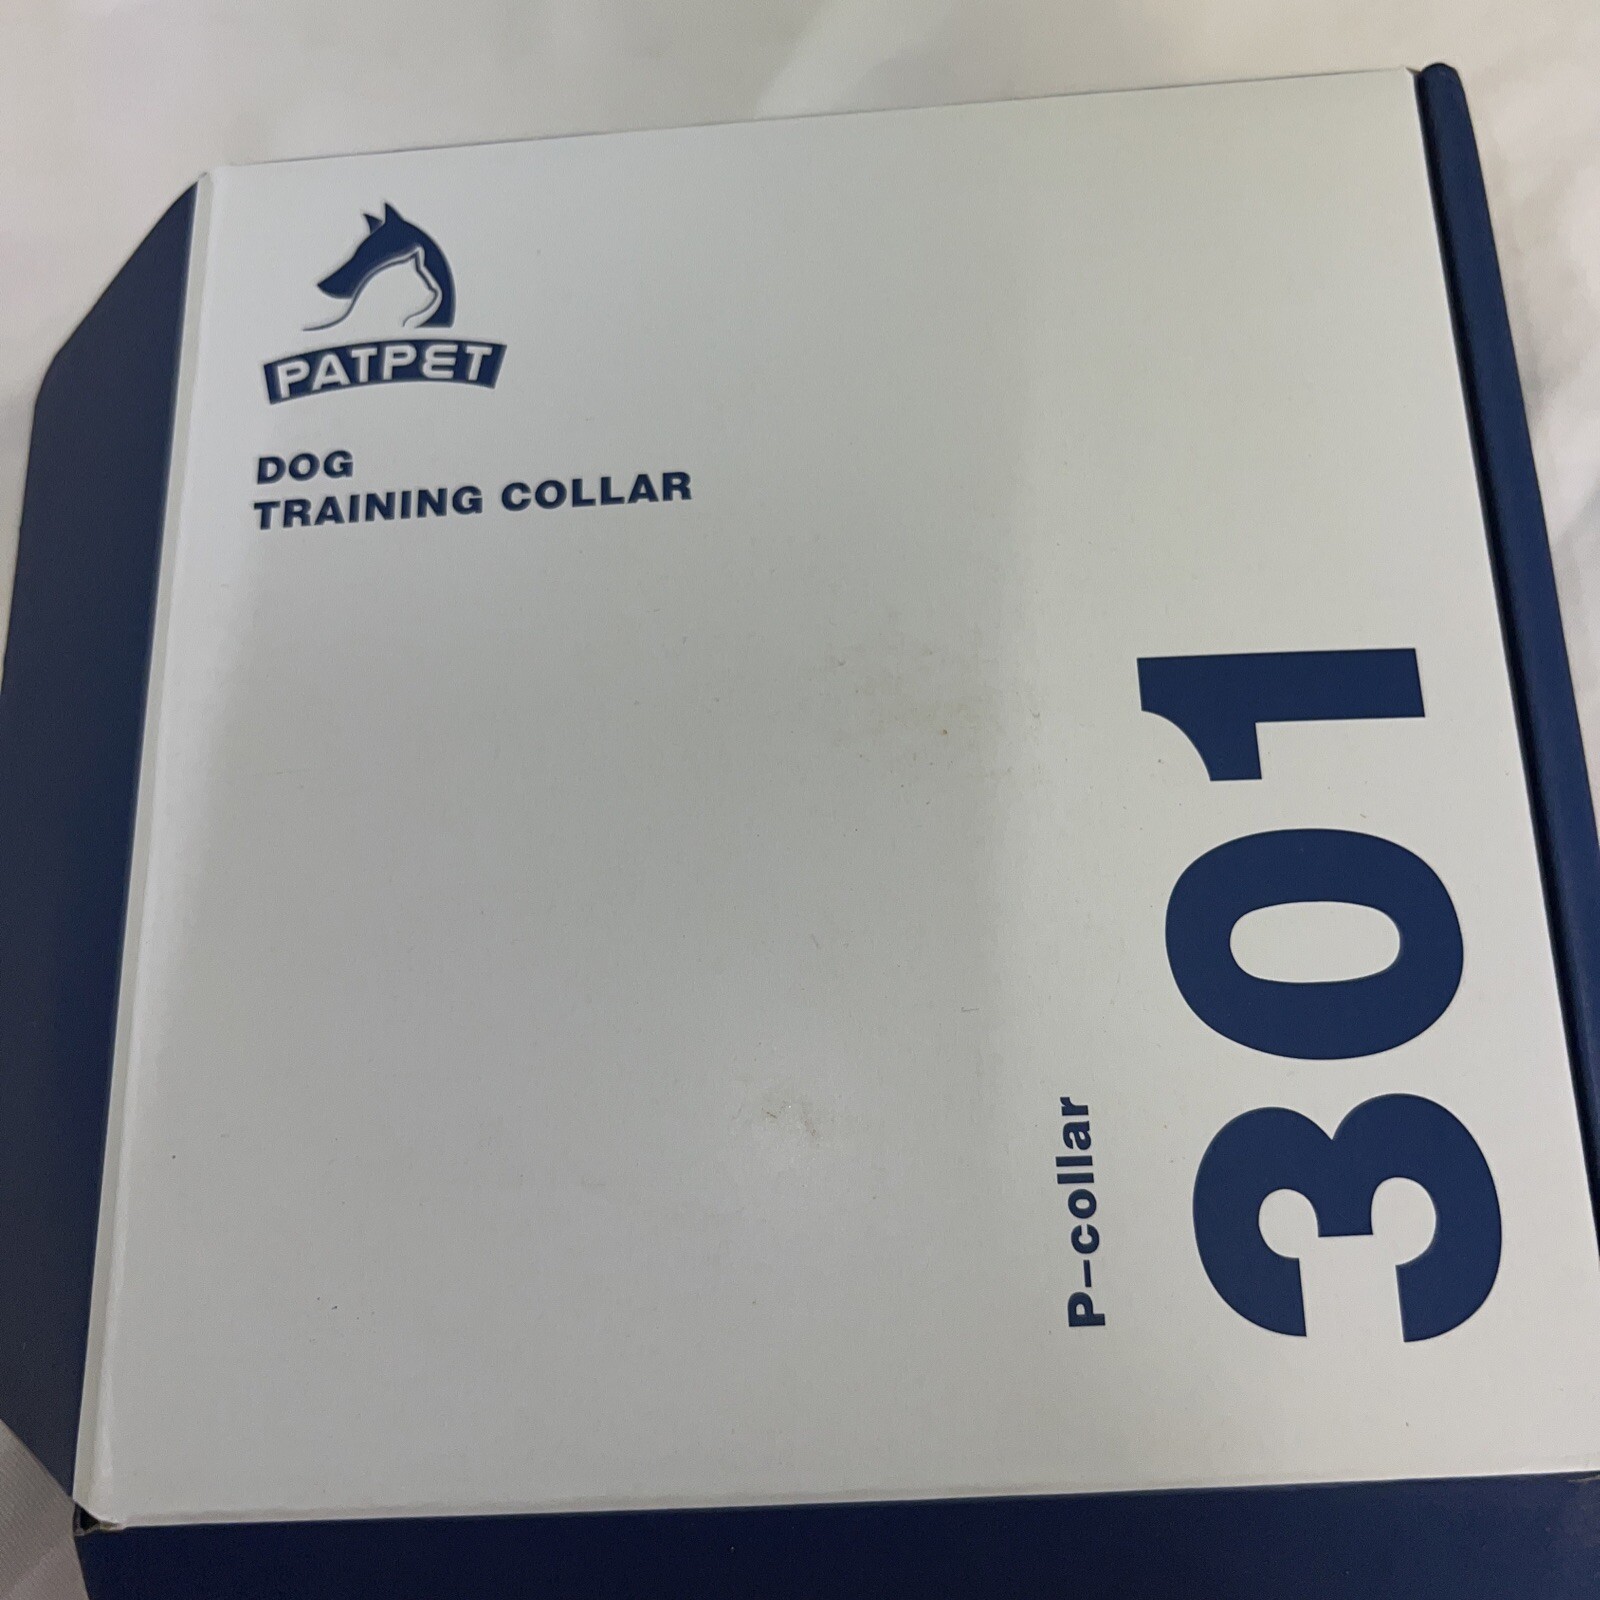 PATPET
DOG
TRAINING COLLAR
P-collar
301